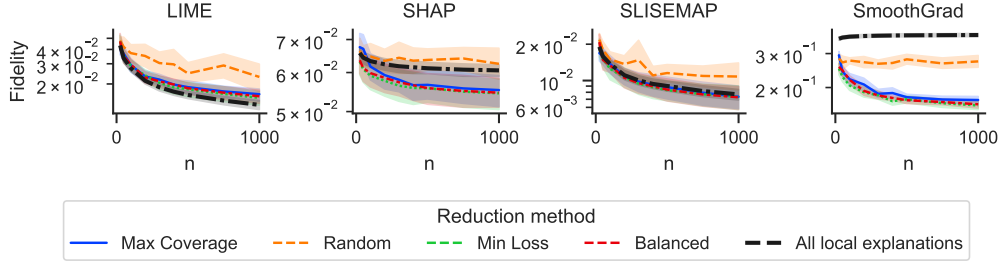 LIME SHAP SLISEMAP SmoothGrad
Fidelity
4 × 10⁻²
3 × 10⁻²
2 × 10⁻²
7 × 10⁻²
6 × 10⁻²
5 × 10⁻²
2 × 10⁻²
10⁻²
6 × 10⁻³
3 × 10⁻¹
2 × 10⁻¹
0 1000 0 1000 0 1000 0 1000
n n n n
Reduction method
Max Coverage Random Min Loss Balanced All local explanations